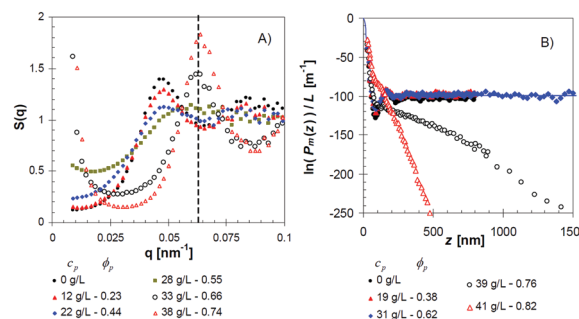 A)
S(q)
2
1.5
1
0.5
0
0 0.025 0.05 0.075 0.1
q [nm⁻¹]
c_p ϕ_p
0 g/L
12 g/L - 0.23
22 g/L - 0.44
28 g/L - 0.55
33 g/L - 0.66
38 g/L - 0.74
B)
ln(P_m(z)) / L [m⁻¹]
0
-50
-100
-150
-200
-250
0 500 1000 1500
z [nm]
c_p ϕ_p
0 g/L
19 g/L - 0.38
31 g/L - 0.62
39 g/L - 0.76
41 g/L - 0.82